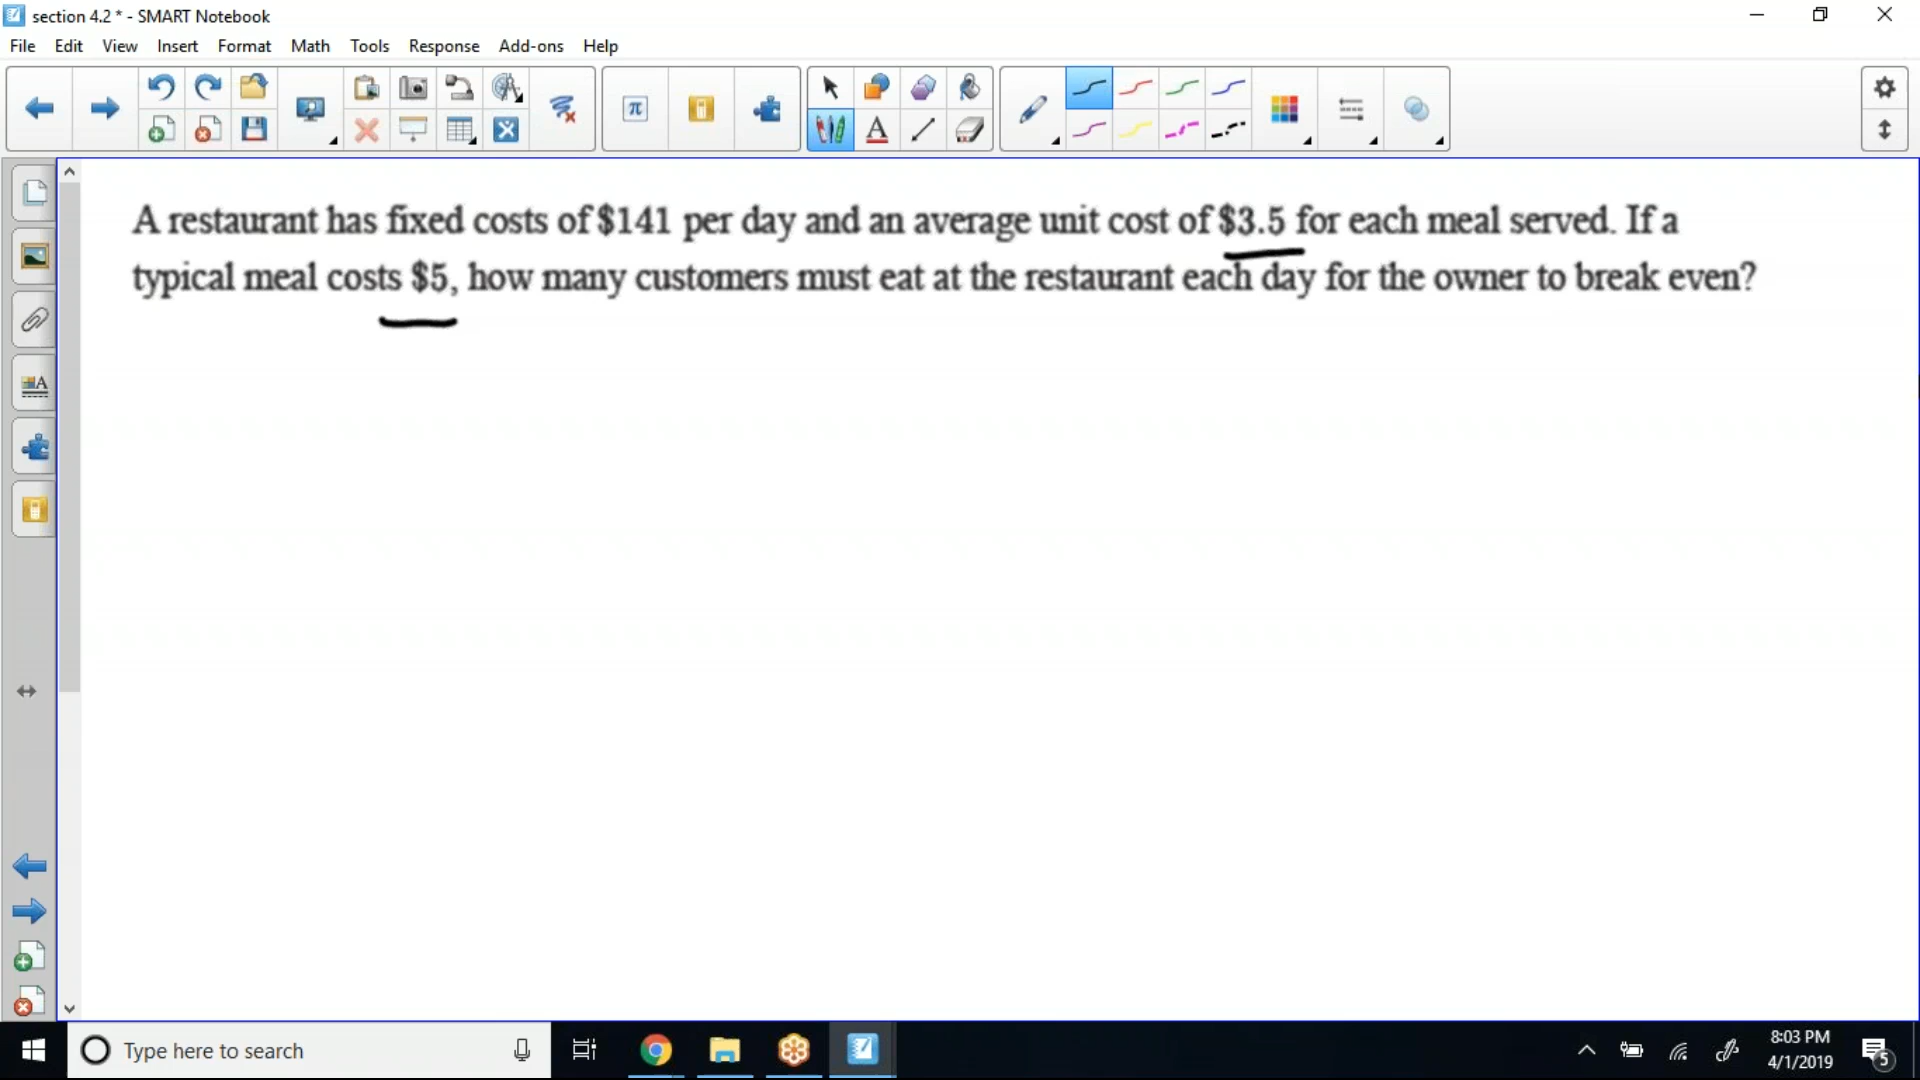 section 4.2 * - SMART Notebook
File Edit View Insert Format Math Tools Response Add-ons Help
π
A
A restaurant has fixed costs of $141 per day and an average unit cost of $3.5 for each meal served. If a
typical meal costs $5, how many customers must eat at the restaurant each day for the owner to break even?
A
Type here to search
8:03 PM
4/1/2019
5